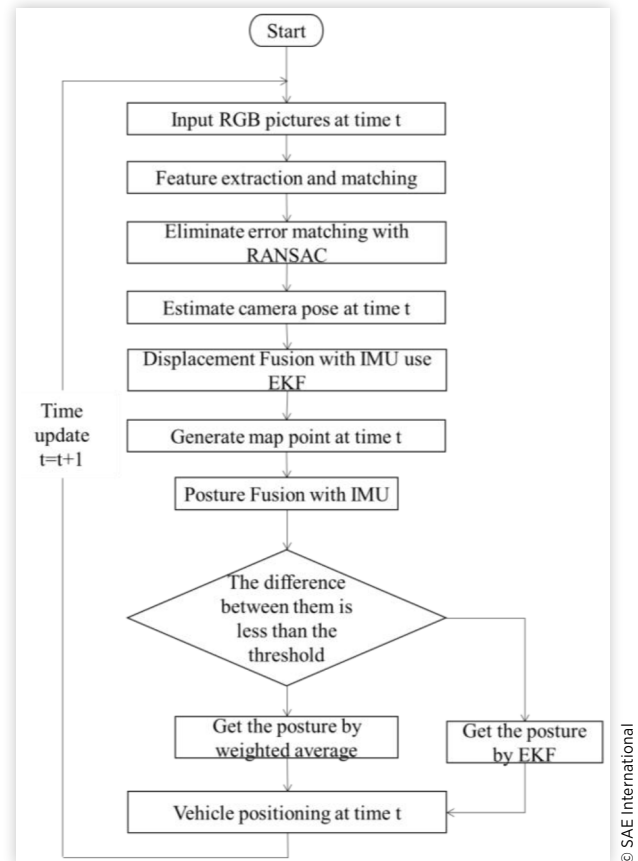 Start
Input RGB pictures at time t
Feature extraction and matching
Eliminate error matching with
RANSAC
Estimate camera pose at time t
Displacement Fusion with IMU use
EKF
Time
update
t=t+1
Generate map point at time t
Posture Fusion with IMU
The difference
between them is
less than the
threshold
Get the posture by
weighted average
Get the posture
by EKF
Vehicle positioning at time t
© SAE International